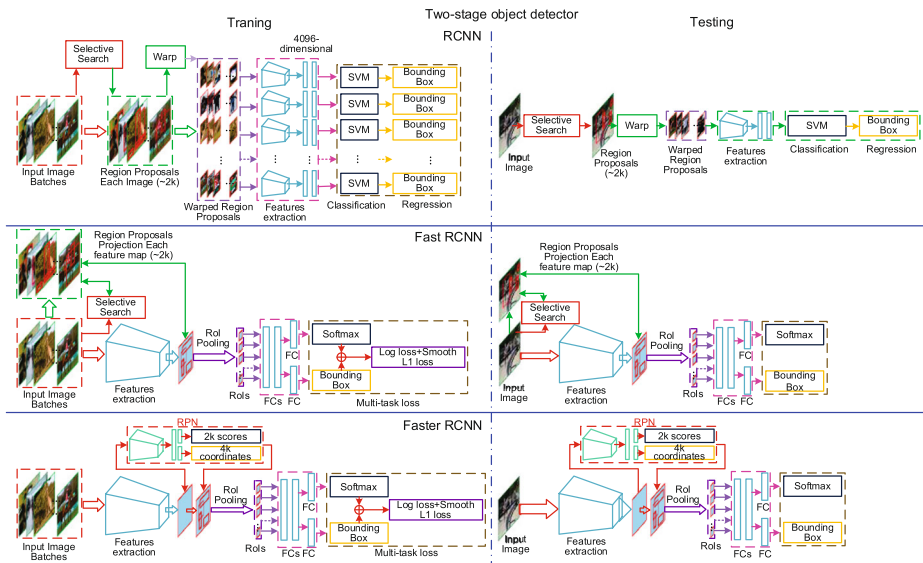 Two-stage object detector
Traning
RCNN
Testing
4096-
dimensional
Selective
Search
Warp
Input Image
Batches
Region Proposals
Each Image (~2k)
Warped Region
Proposals
Features
extraction
SVM
Bounding
Box
SVM
Bounding
Box
SVM
Bounding
Box
SVM
Bounding
Box
Classification
Regression
Input
Image
Selective
Search
Region
Proposals
(~2k)
Warp
Warped
Region
Proposals
Features
extraction
SVM
Classification
Bounding
Box
Regression
Fast RCNN
Region Proposals
Projection Each
feature map (~2k)
Selective
Search
Input Image
Batches
Features
extraction
RoI
Pooling
RoIs
FCs
FC
FC
Softmax
Bounding
Box
Log loss+Smooth
L1 loss
Multi-task loss
Region Proposals
Projection Each
feature map (~2k)
Selective
Search
Input
Image
Features
extraction
RoI
Pooling
RoIs
FCs
FC
FC
Softmax
Bounding
Box
Faster RCNN
RPN
2k scores
4k
coordinates
Input Image
Batches
Features
extraction
RoI
Pooling
RoIs
FCs
FC
FC
Softmax
Bounding
Box
Log loss+Smooth
L1 loss
Multi-task loss
RPN
2k scores
4k
coordinates
Input
Image
Features
extraction
RoI
Pooling
RoIs
FCs
FC
FC
Softmax
Bounding
Box